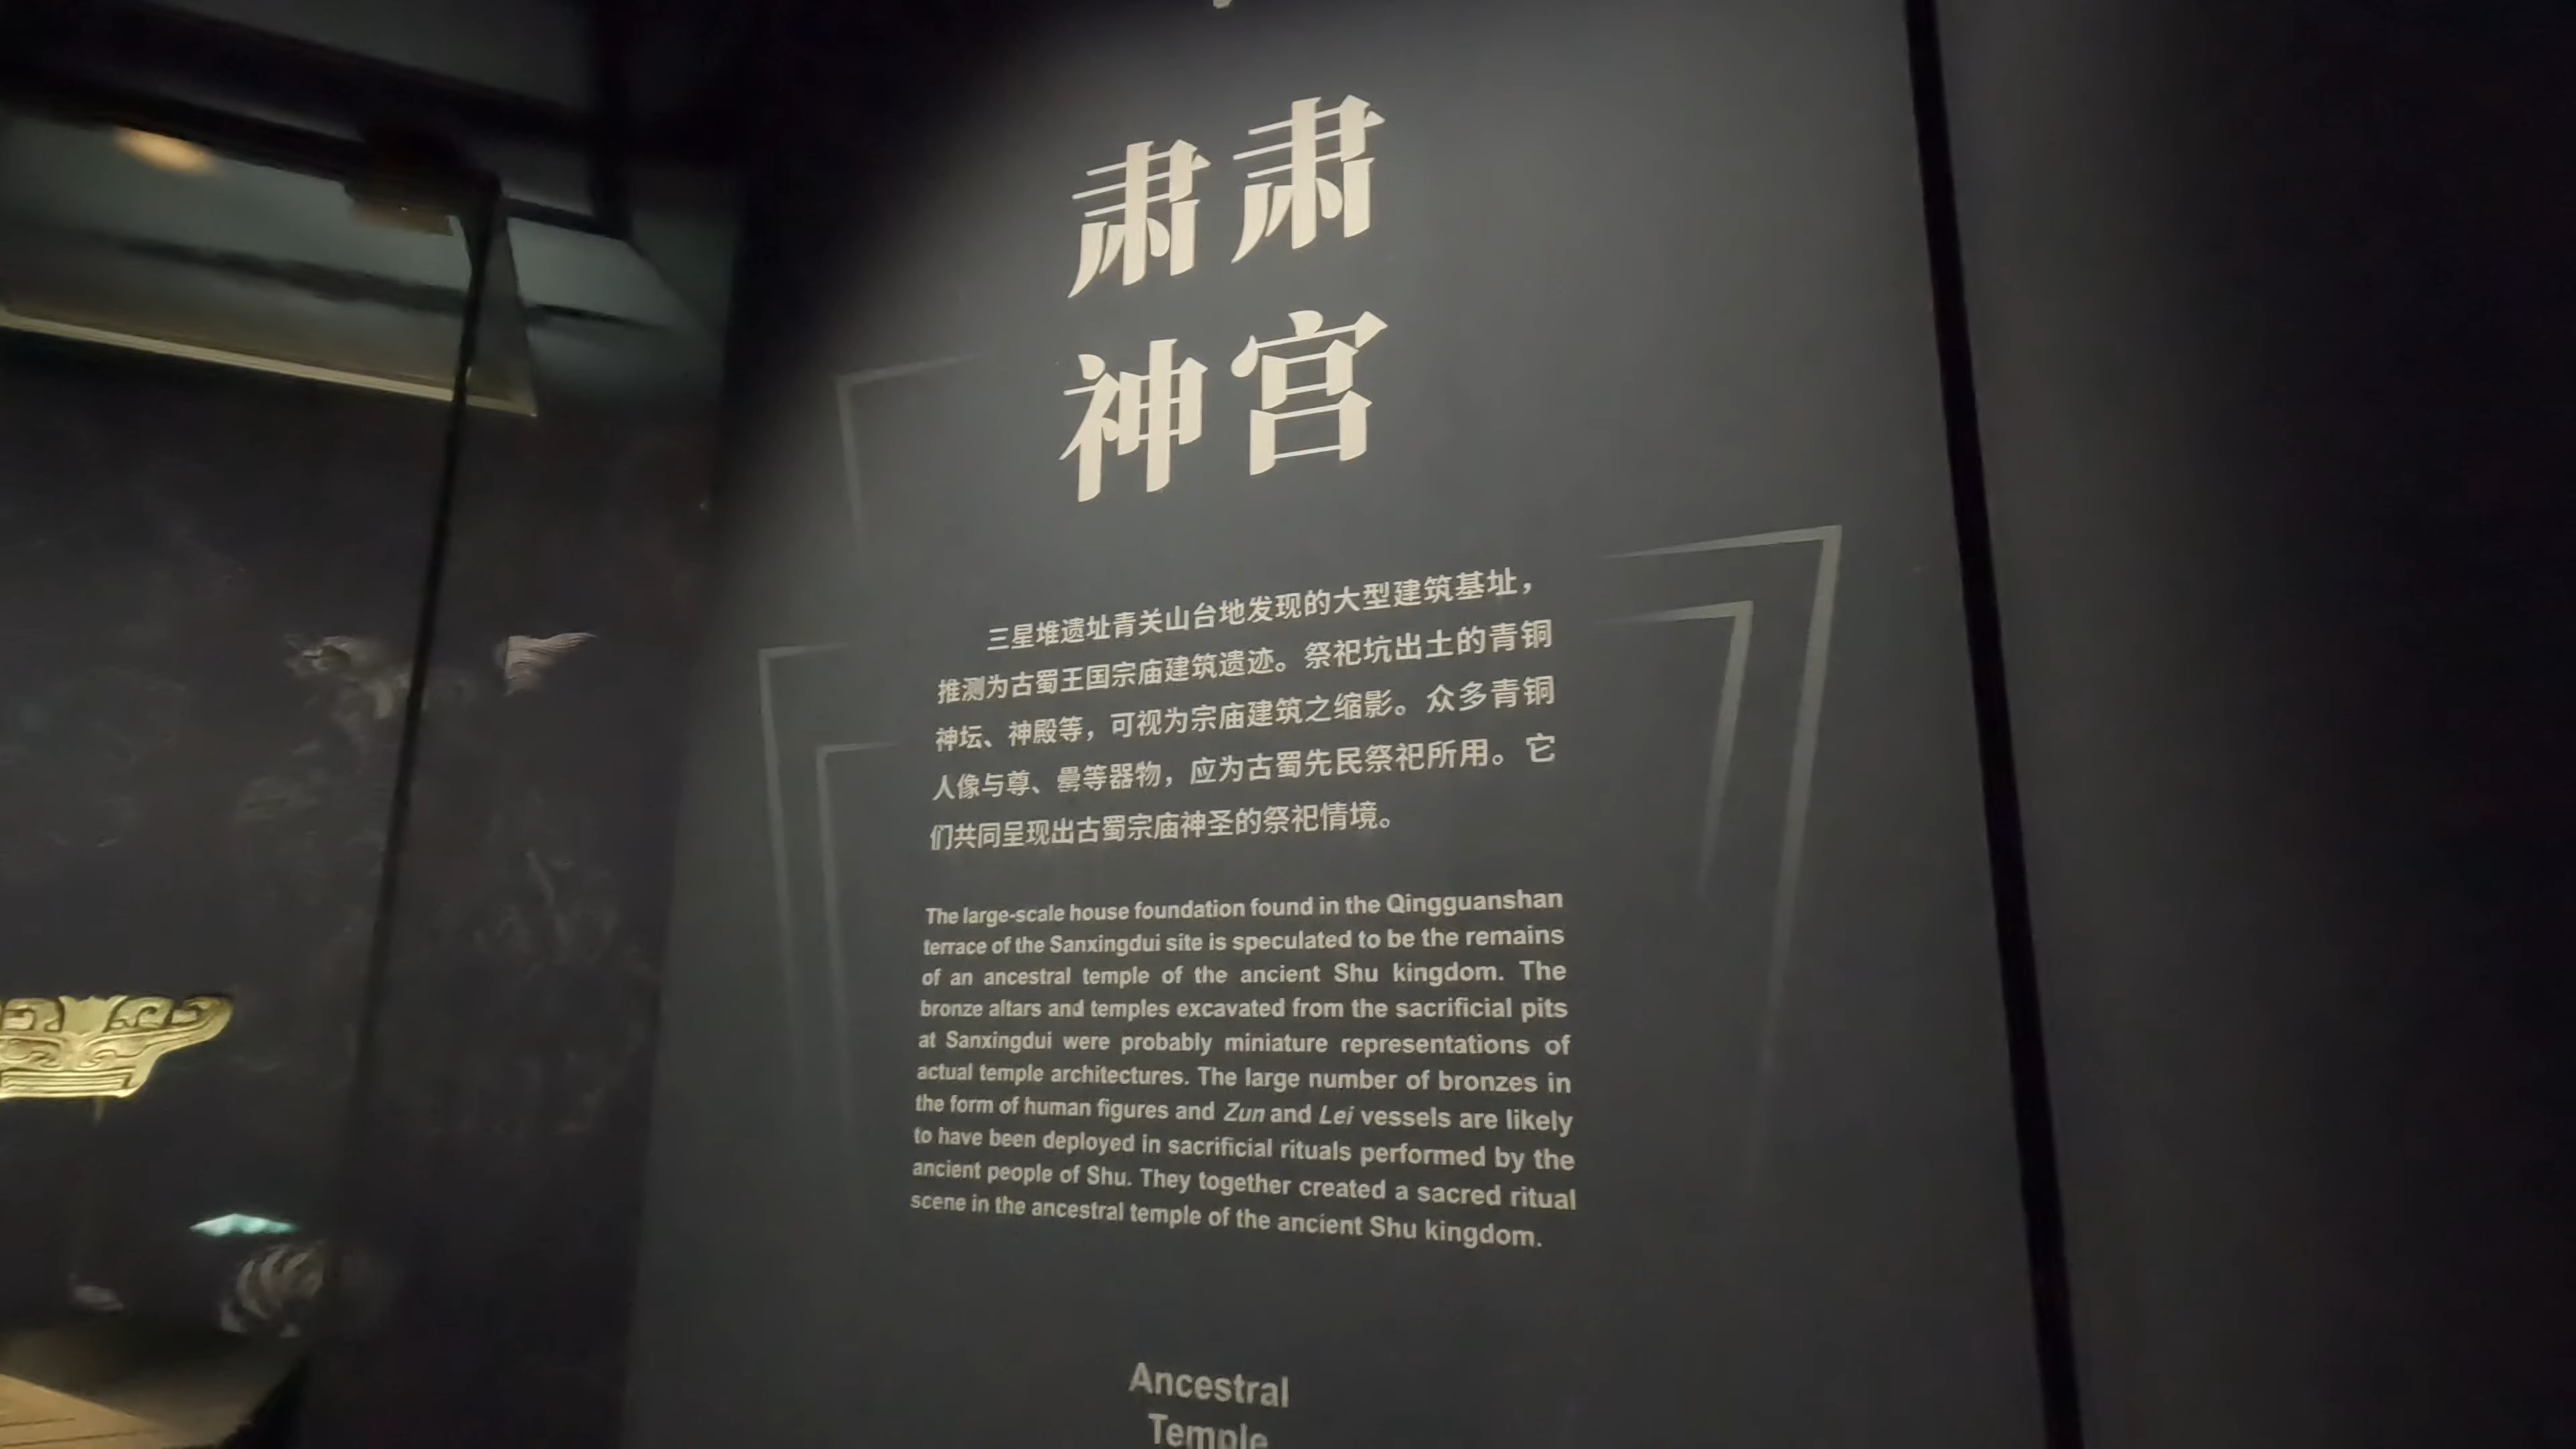 肃肃
神宫
三星堆遗址青关山台地发现的大型建筑基址，
推测为古蜀王国宗庙建筑遗迹。祭祀坑出土的青铜
神坛、神殿等，可视为宗庙建筑之缩影。众多青铜
人像与尊、罍等器物，应为古蜀先民祭祀所用。它
们共同呈现出古蜀宗庙神圣的祭祀情境。
The large-scale house foundation found in the Qingguanshan
terrace of the Sanxingdui site is speculated to be the remains
of an ancestral temple of the ancient Shu kingdom. The
bronze altars and temples excavated from the sacrificial pits
at Sanxingdui were probably miniature representations of
actual temple architectures. The large number of bronzes in
the form of human figures and Zun and Lei vessels are likely
to have been deployed in sacrificial rituals performed by the
ancient people of Shu. They together created a sacred ritual
scene in the ancestral temple of the ancient Shu kingdom.
Ancestral
Temple